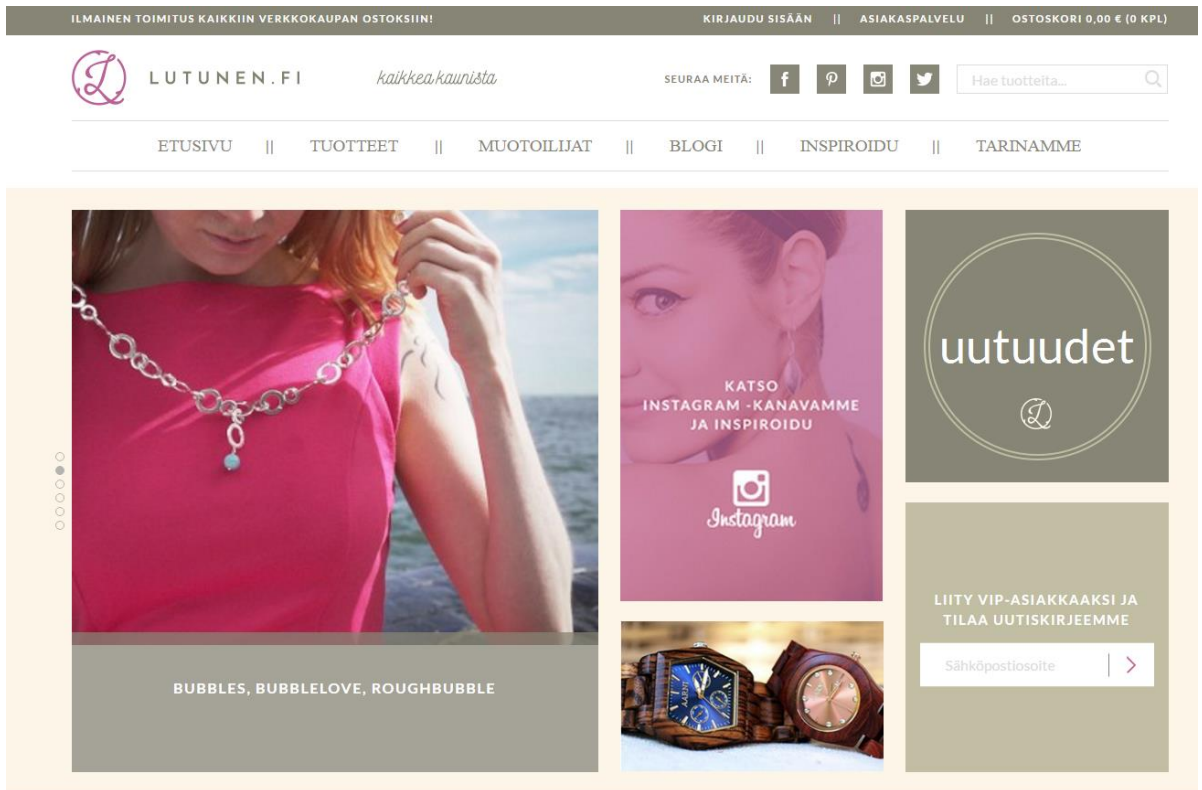 ILMAINEN TOIMITUS KAIKKIIN VERKKOKAUPAN OSTOKSIIN!
KIRJAUDU SISÄÄN || ASIAKASPALVELU || OSTOSKORI 0,00 € (0 KPL)
LUTUNEN.FI
kaikkea kaunista
SEURAA MEITÄ:
Hae tuotteita...
ETUSIVU || TUOTTEET || MUOTOILIJAT || BLOGI || INSPIROIDU || TARINAMME
BUBBLES, BUBBLELOVE, ROUGHBUBBLE
KATSO
INSTAGRAM -KANAVAMME
JA INSPIROIDU
Instagram
AARNI
uutuudet
LIITY VIP-ASIAKKAAKSI JA
TILAA UUTISKIRJEEMME
Sähköpostiosoite